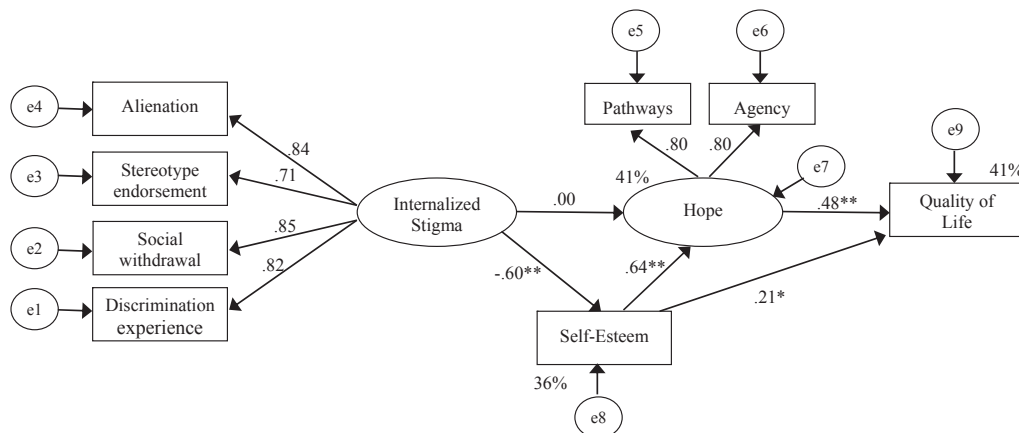 e5
e6
e4
Alienation
Pathways
Agency
e9
.84
.80
.80
e3
Stereotype
endorsement
.71
41%
e7
41%
Internalized
Stigma
.00
Hope
.48**
Quality of
Life
e2
Social
withdrawal
.85
.82
-.60**
.64**
.21*
e1
Discrimination
experience
Self-Esteem
36%
e8